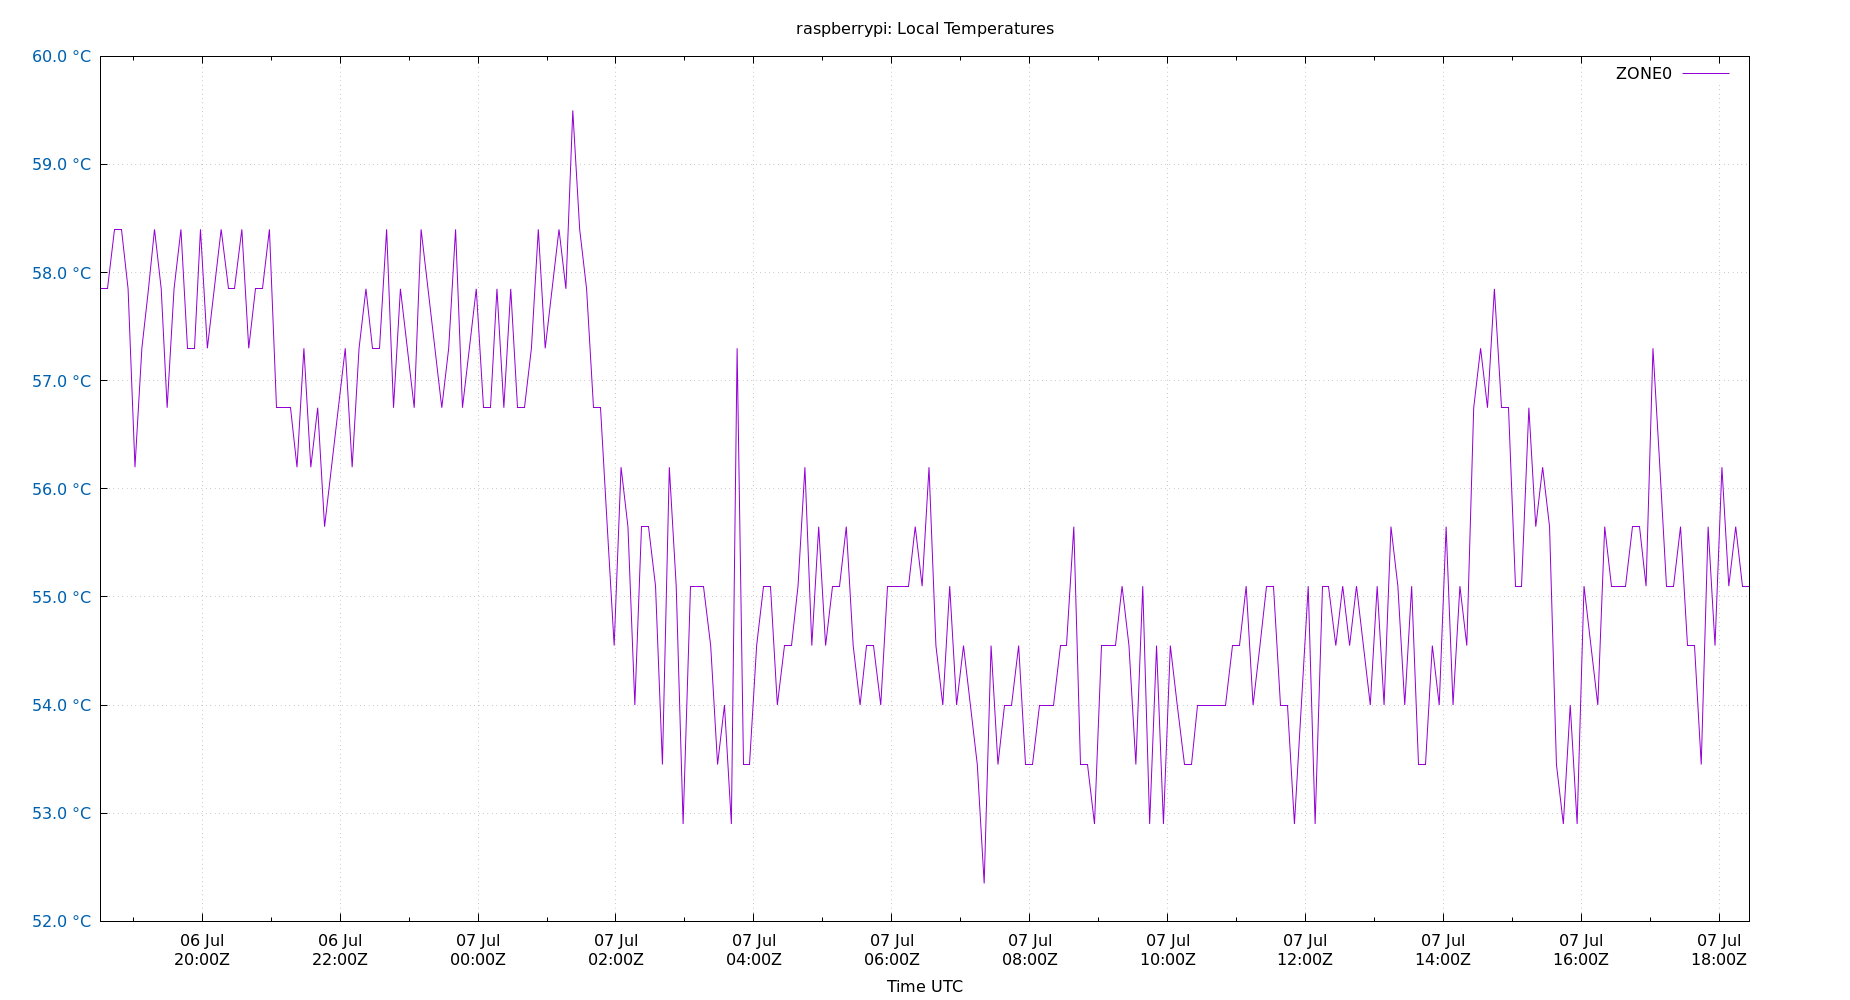 raspberrypi: Local Temperatures
60.0 °C
59.0 °C
58.0 °C
57.0 °C
56.0 °C
55.0 °C
54.0 °C
53.0 °C
52.0 °C
ZONE0
06 Jul
20:00Z
06 Jul
22:00Z
07 Jul
00:00Z
07 Jul
02:00Z
07 Jul
04:00Z
07 Jul
06:00Z
07 Jul
08:00Z
07 Jul
10:00Z
07 Jul
12:00Z
07 Jul
14:00Z
07 Jul
16:00Z
07 Jul
18:00Z
Time UTC